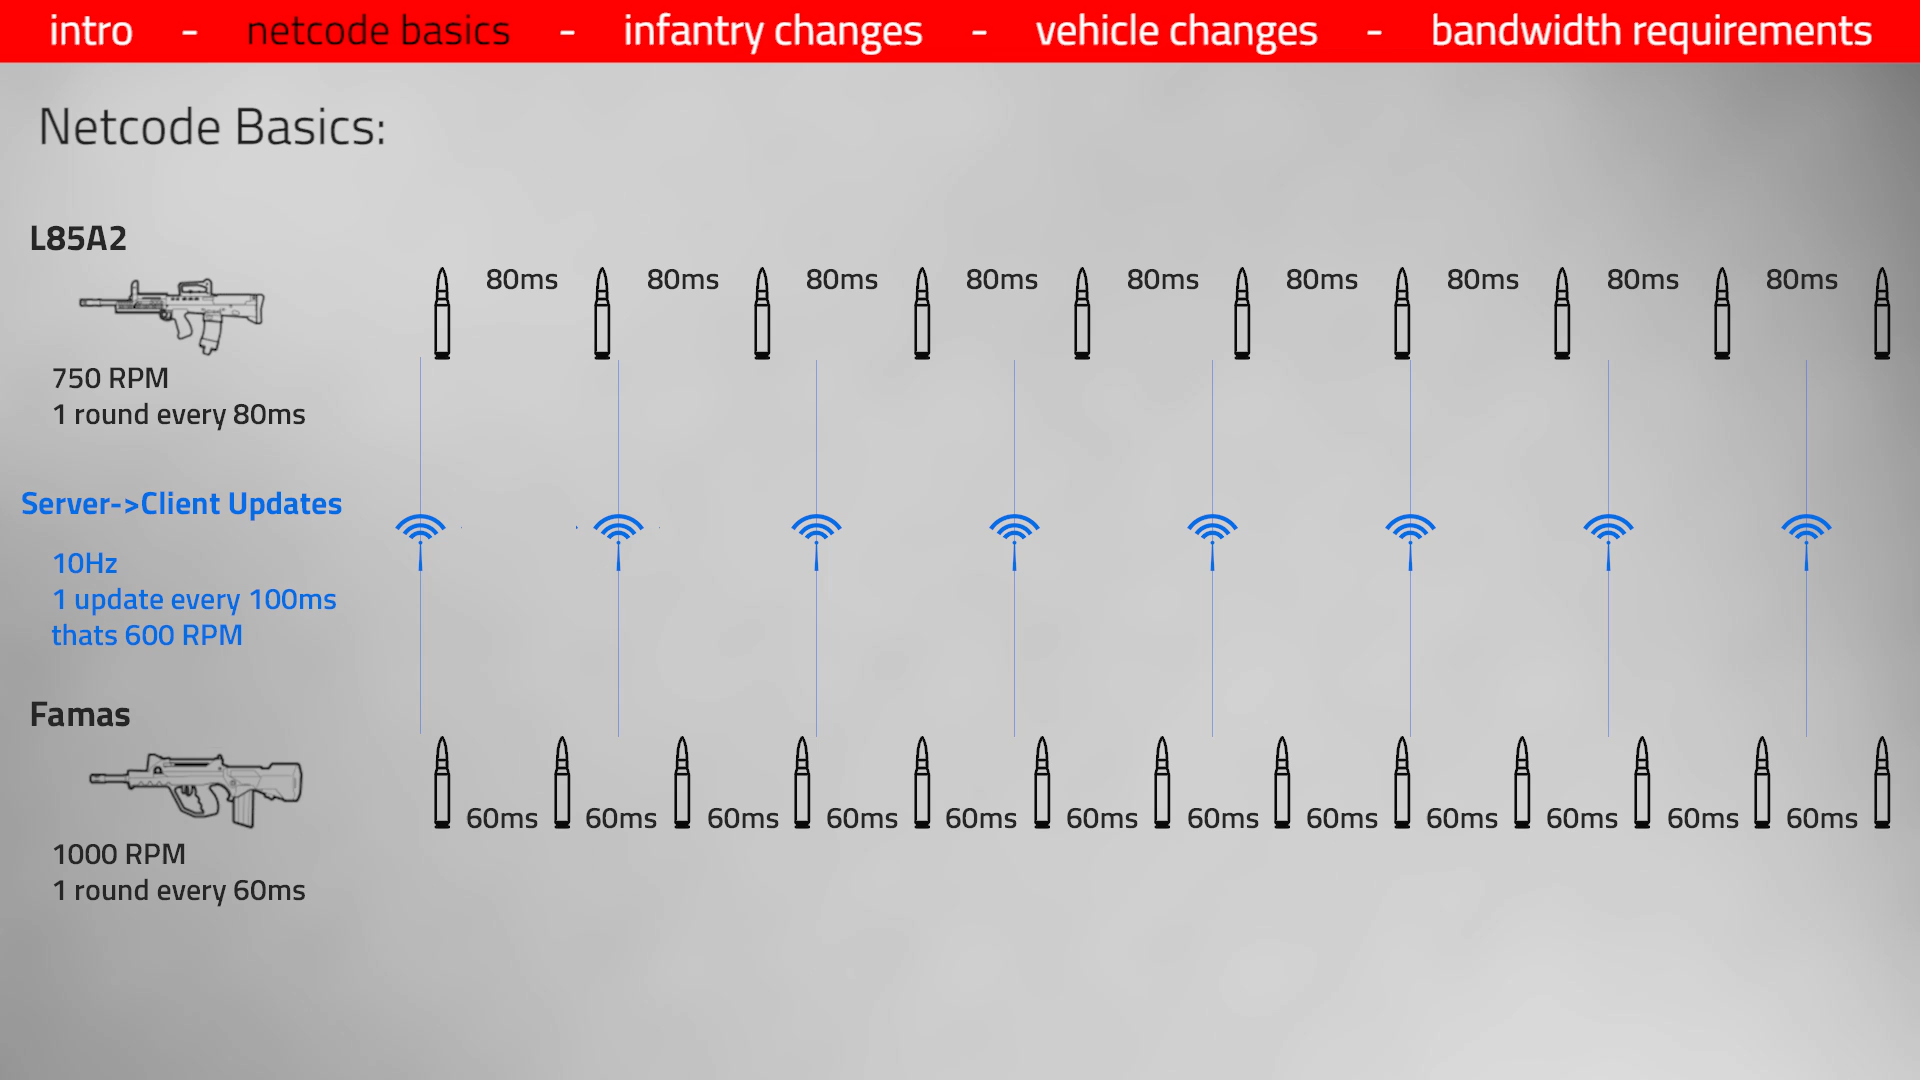 intro - netcode basics - infantry changes - vehicle changes - bandwidth requirements
Netcode Basics:
L85A2
80ms 80ms 80ms 80ms 80ms 80ms 80ms 80ms 80ms
750 RPM
1 round every 80ms
Server->Client Updates
10Hz
1 update every 100ms
thats 600 RPM
Famas
60ms 60ms 60ms 60ms 60ms 60ms 60ms 60ms 60ms 60ms 60ms 60ms
1000 RPM
1 round every 60ms